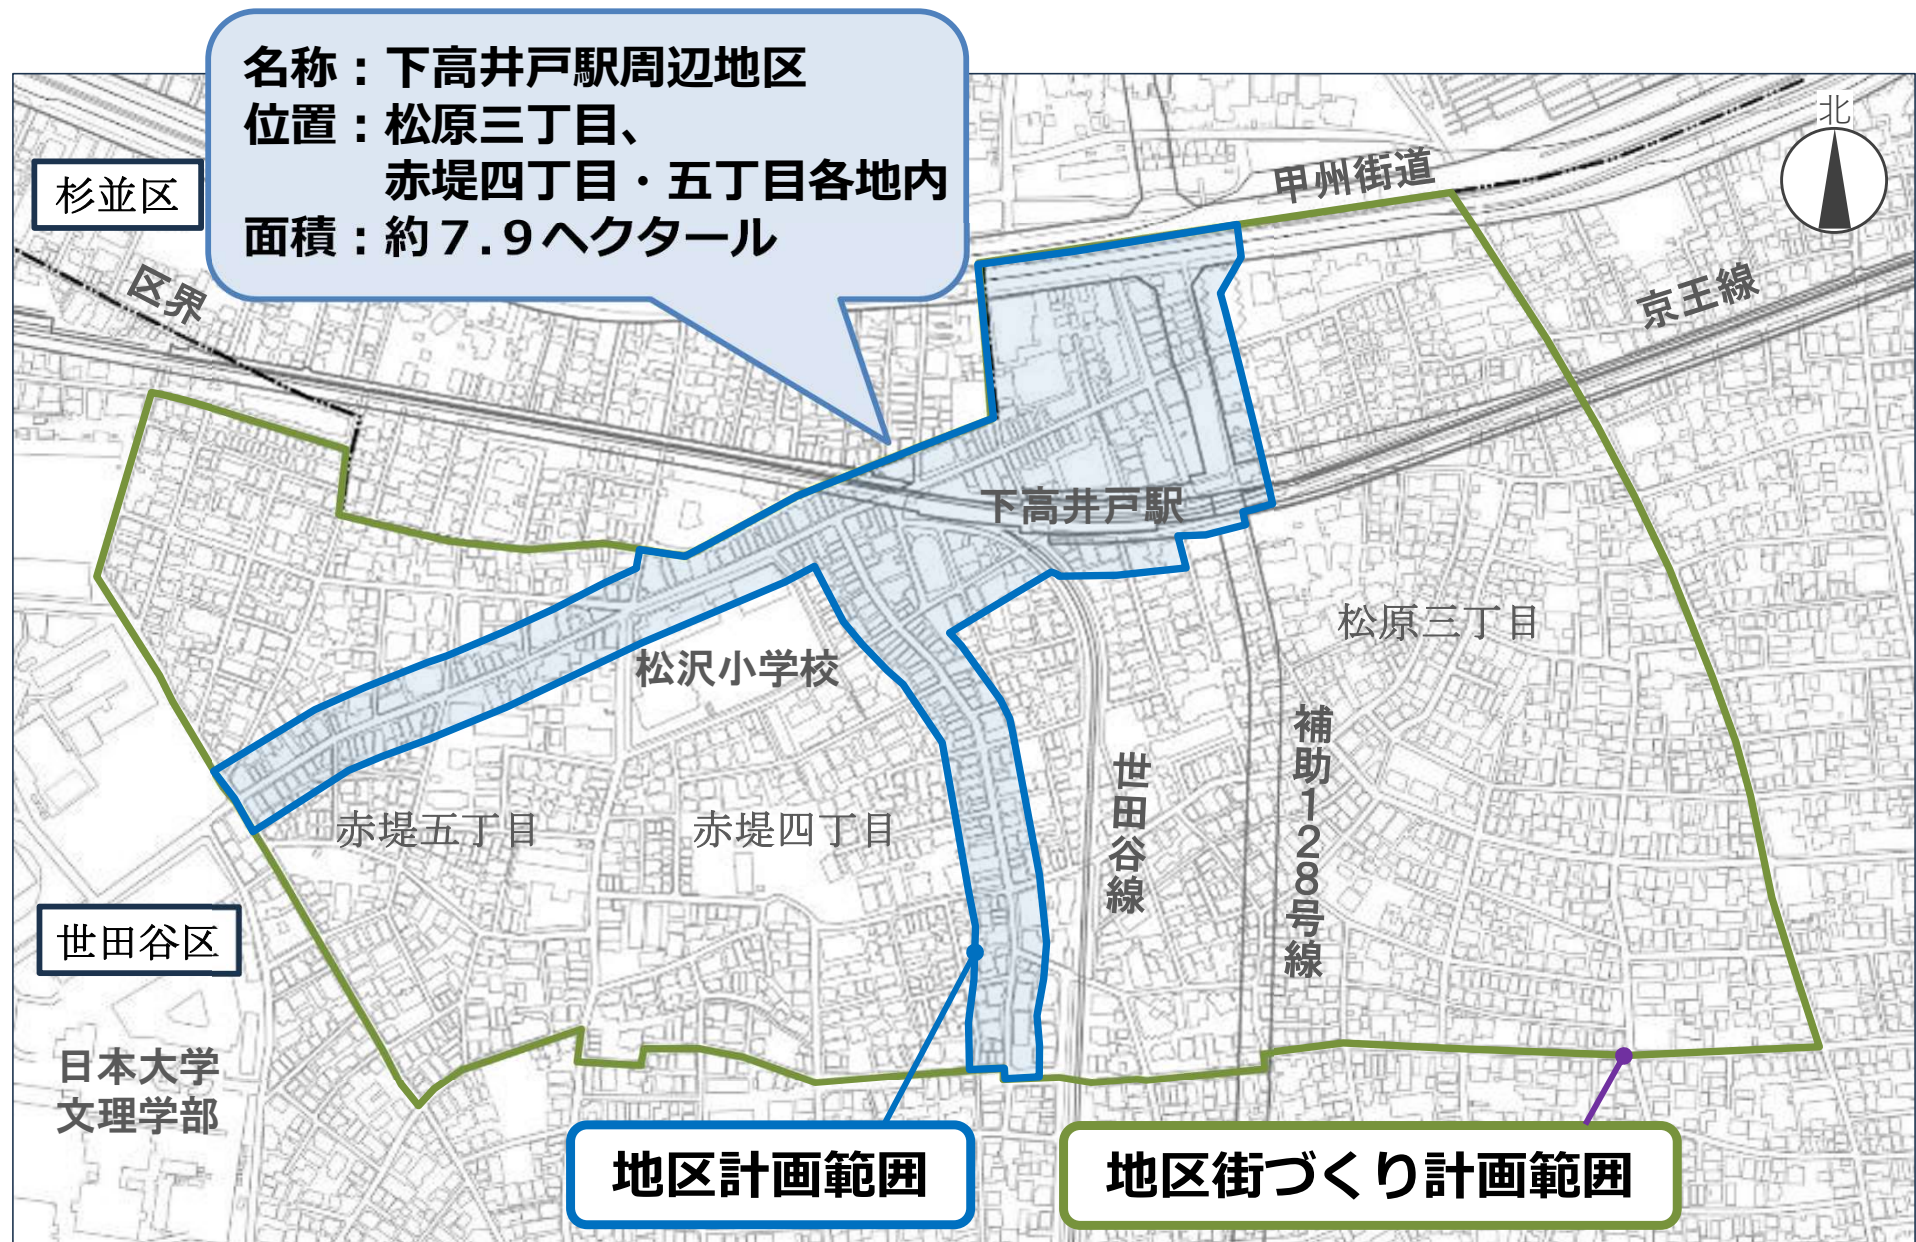 名称：下高井戸駅周辺地区
位置：松原三丁目、
赤堤四丁目・五丁目各地内
面積：約７.９ヘクタール
北
甲州街道
杉並区
区界
京王線
下高井戸駅
松原三丁目
松沢小学校
補助128号線
世田谷線
赤堤五丁目
赤堤四丁目
世田谷区
日本大学
文理学部
地区計画範囲
地区街づくり計画範囲